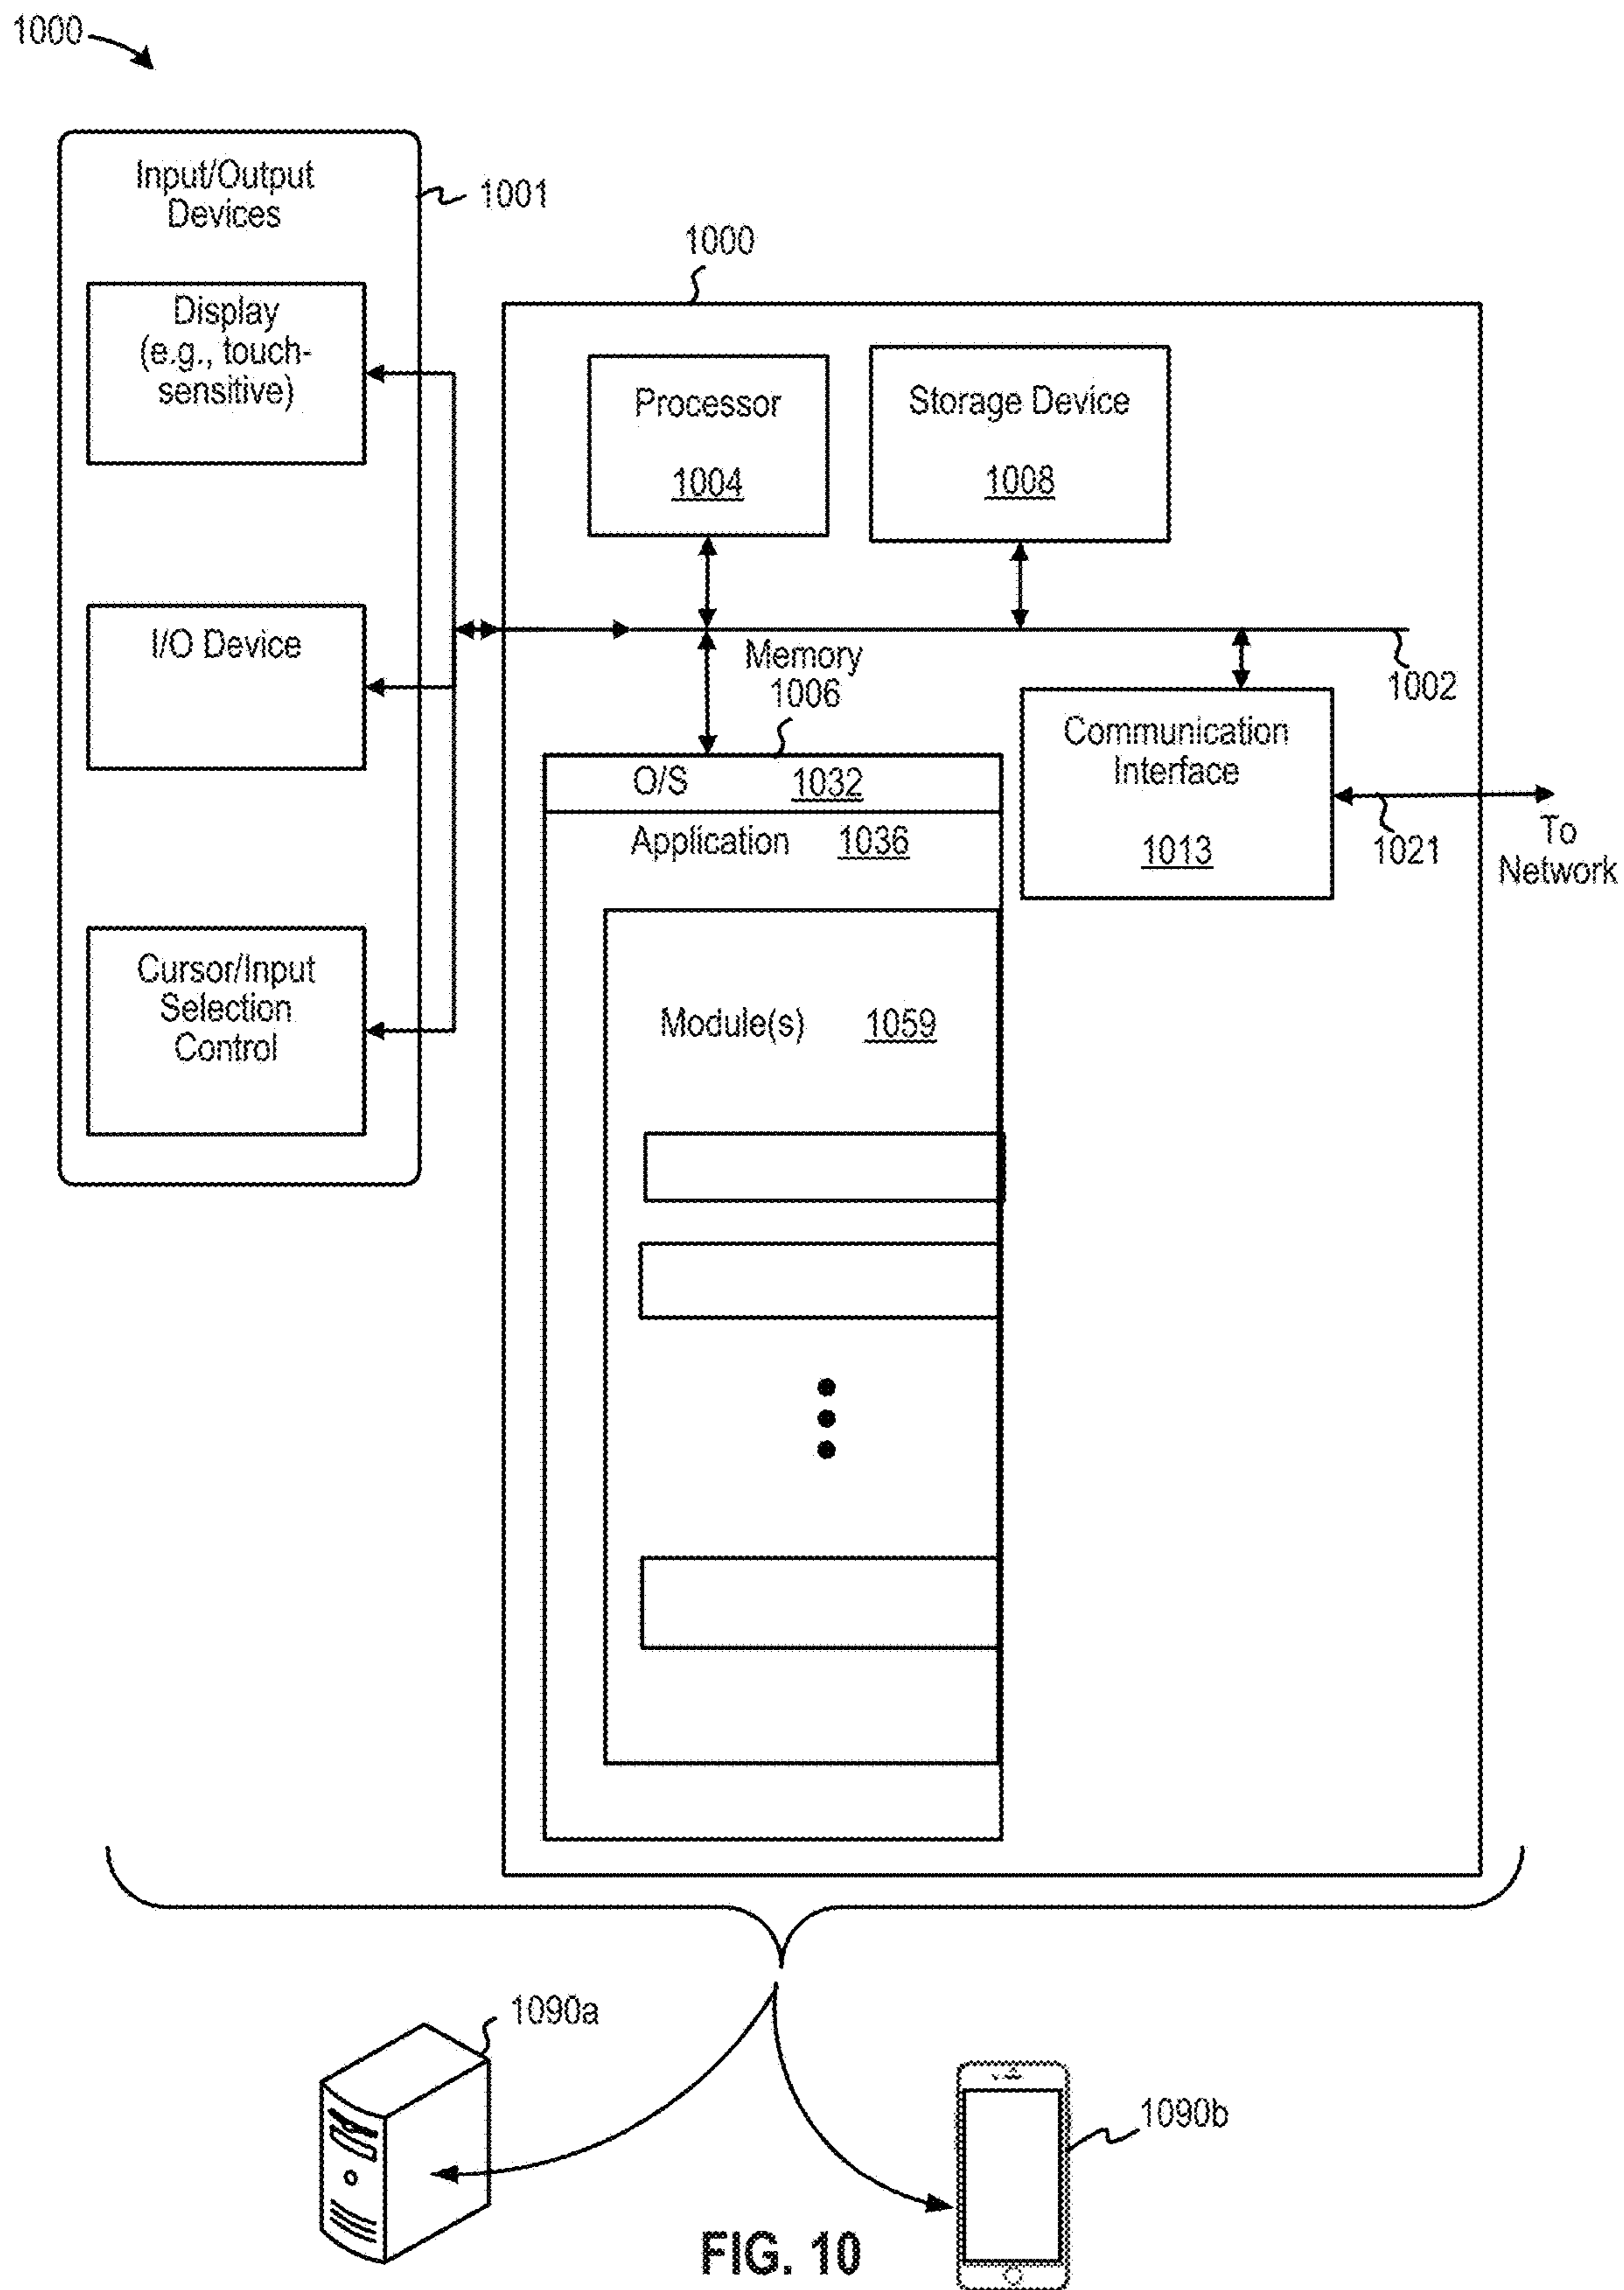 1000
Input/Output
Devices
1001
Display
(e.g., touch-
sensitive)
I/O Device
Cursor/Input
Selection
Control
1000
Processor
1004
Storage Device
1008
Memory
1006
1002
O/S 1032
Application 1036
Module(s) 1059
Communication
Interface
1013
1021
To
Network
1090a
1090b
FIG. 10